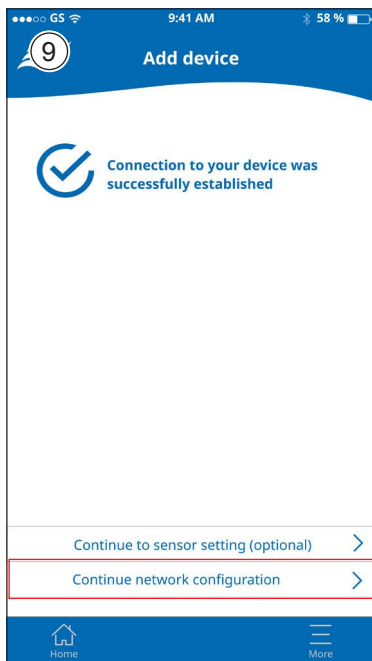 GS 9:41 AM 58 %
9
Add device
Connection to your device was
successfully established
Continue to sensor setting (optional)
Continue network configuration
Home More